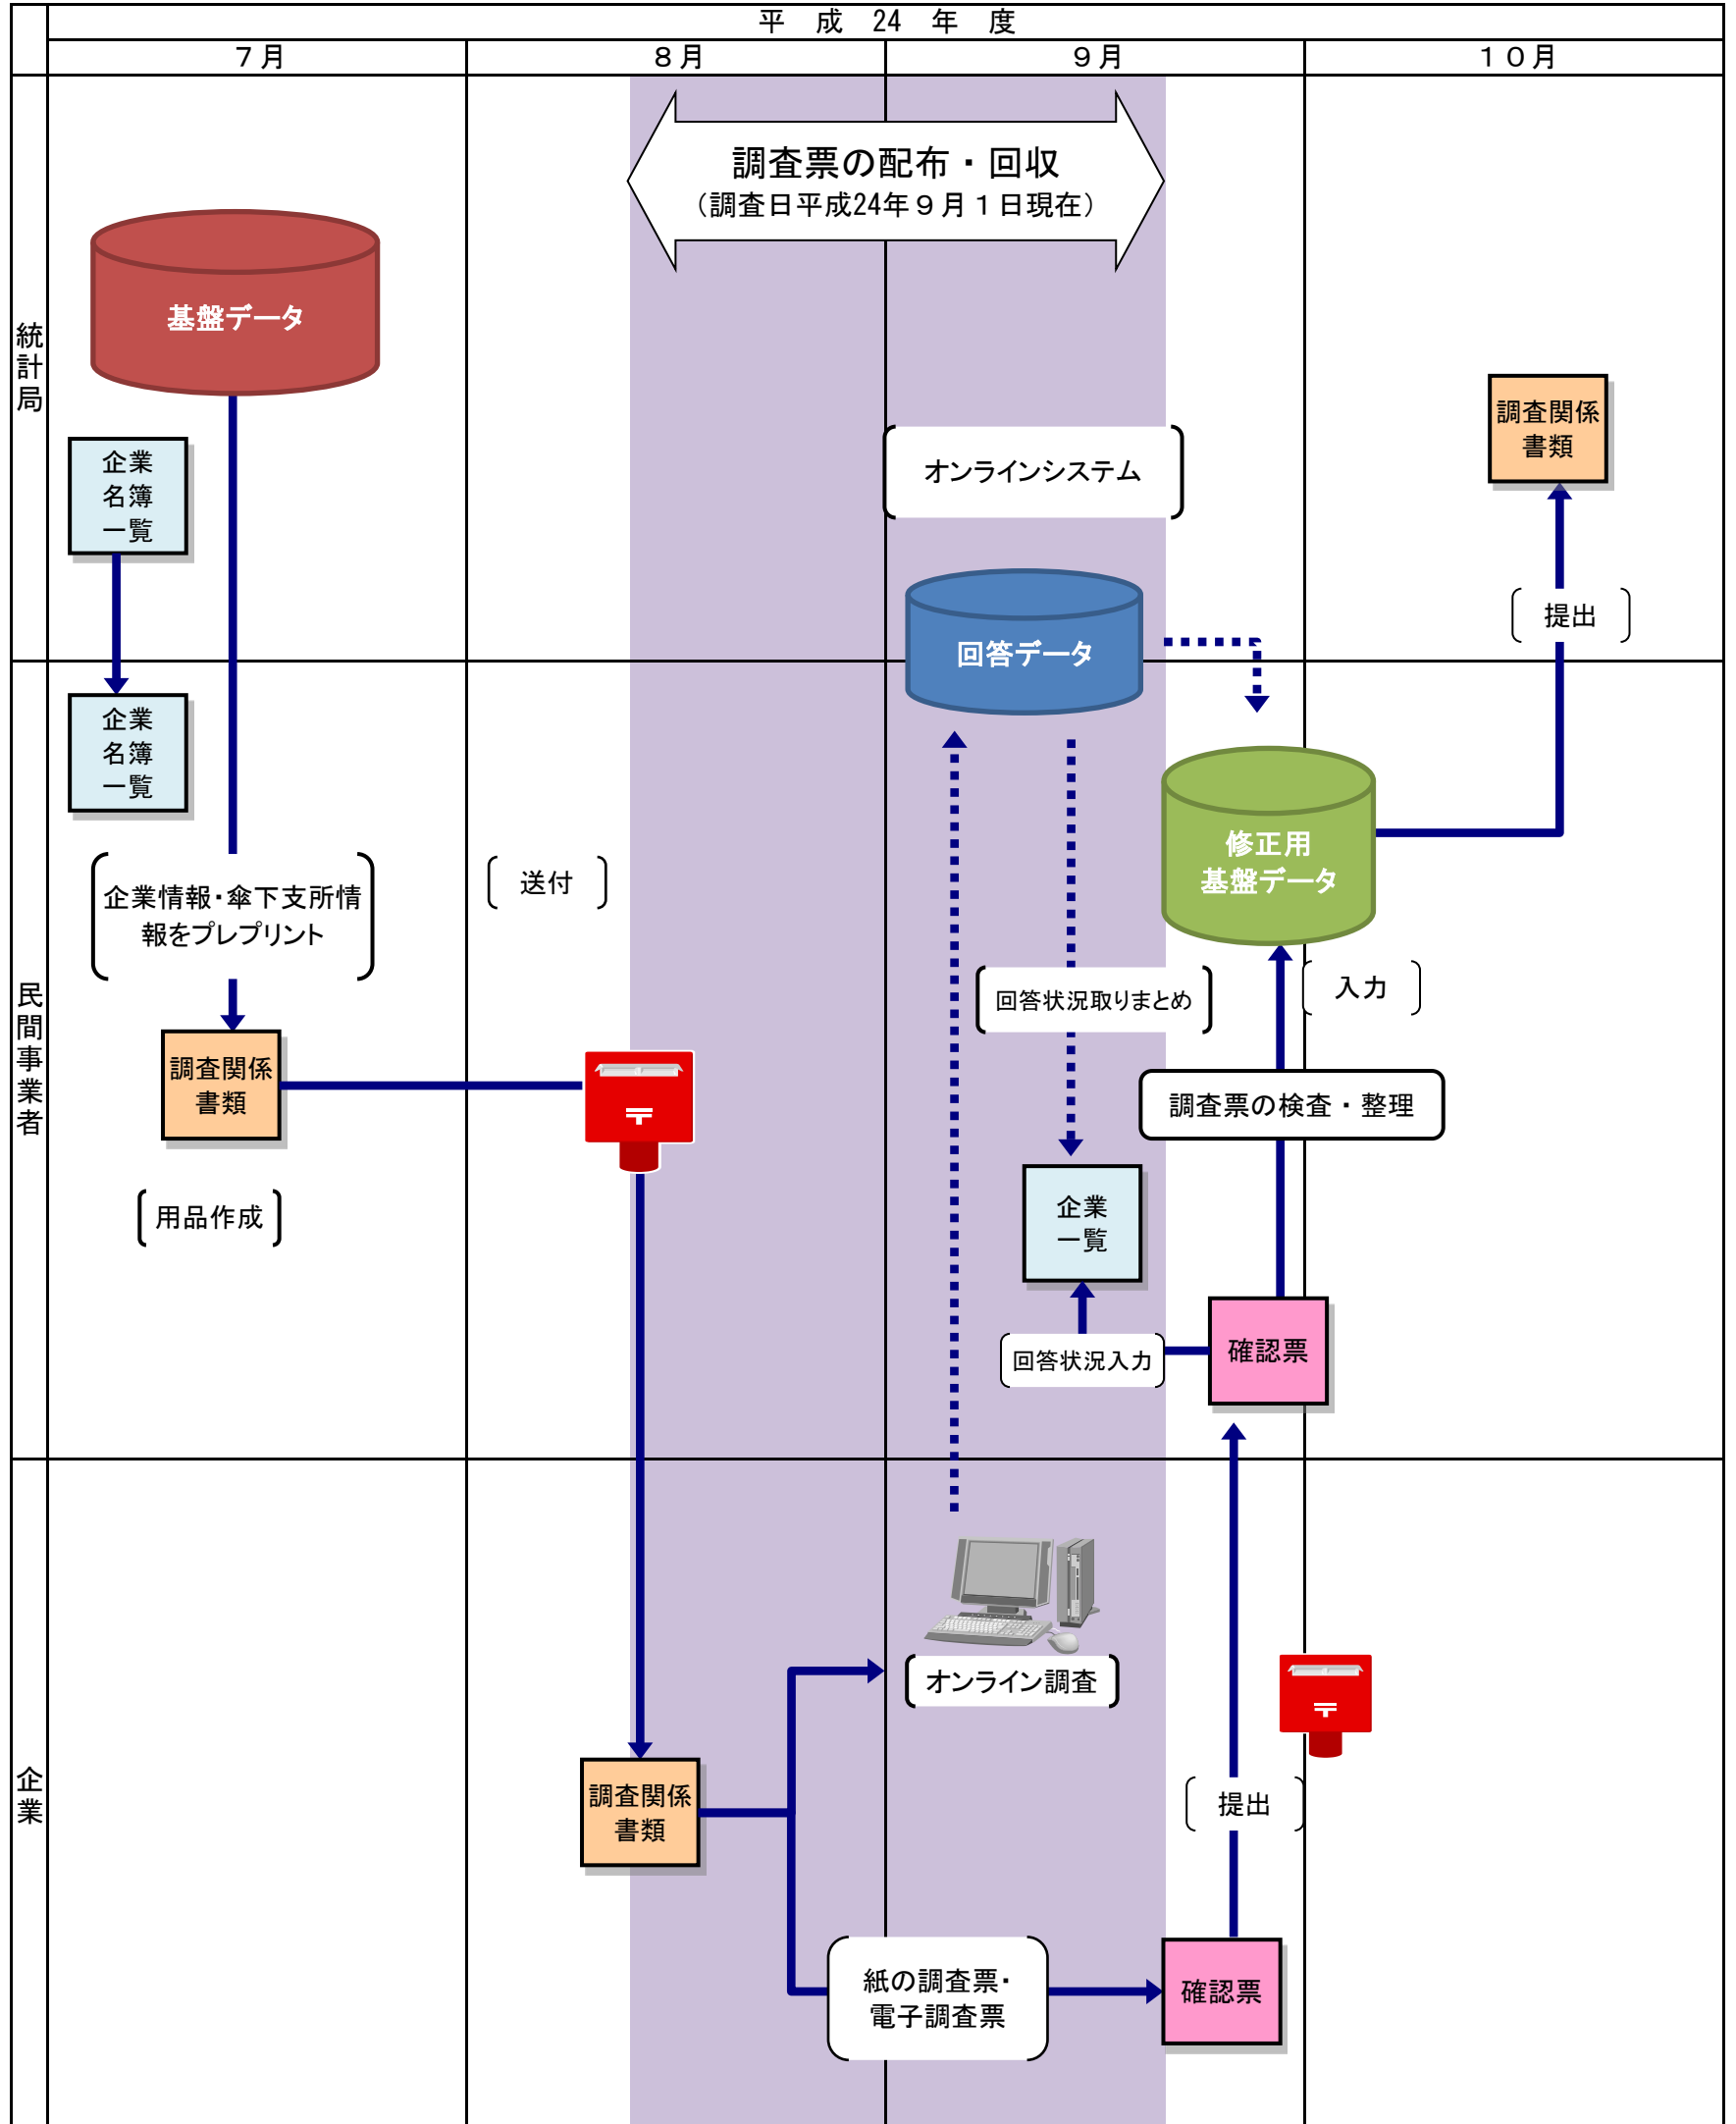 平　成　24　年　度
７月
８月
９月
１０月
調査票の配布・回収
（調査日平成24年９月１日現在）
統計局
基盤データ
企業
名簿
一覧
オンラインシステム
調査関係
書類
提出
回答データ
民間事業者
企業
名簿
一覧
修正用
基盤データ
企業情報・傘下支所情
報をプレプリント
送付
回答状況取りまとめ
入力
調査関係
書類
〒
調査票の検査・整理
用品作成
企業
一覧
回答状況入力
確認票
企業
オンライン調査
〒
調査関係
書類
提出
紙の調査票・
電子調査票
確認票